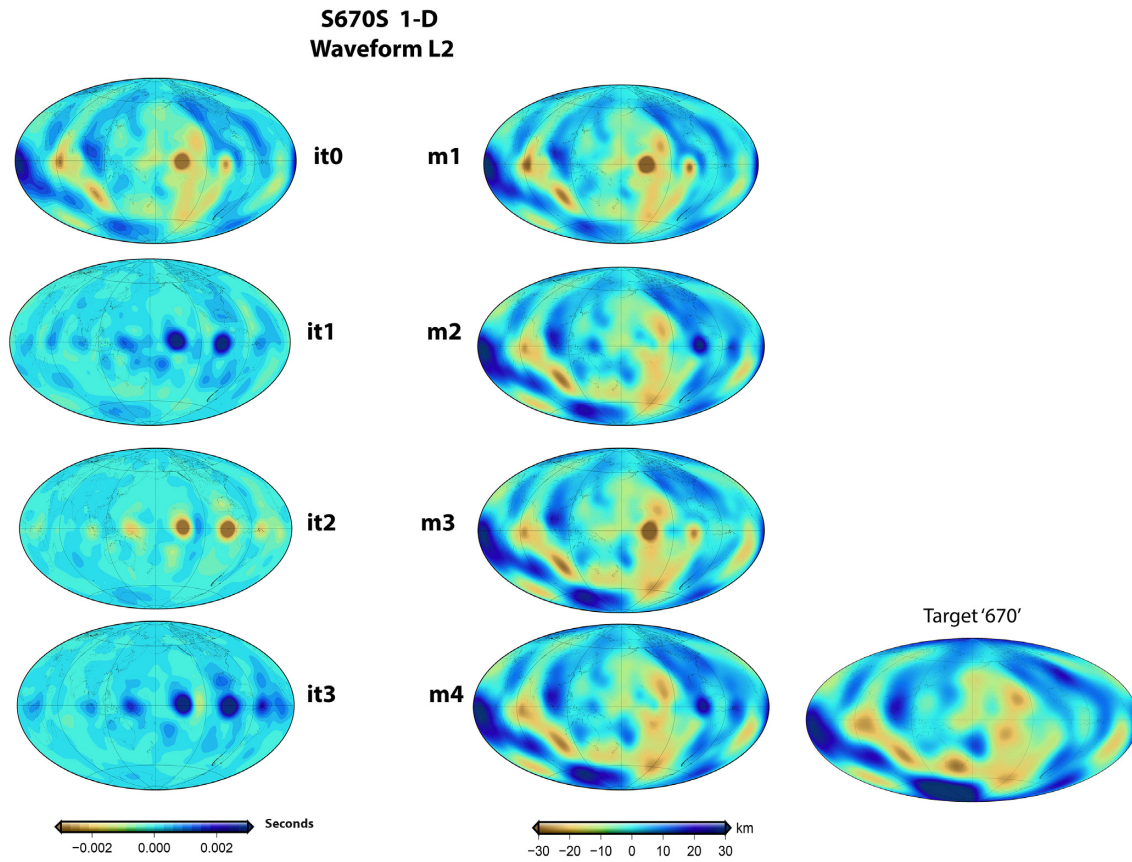 S670S 1-D
Waveform L2
it0
m1
it1
m2
it2
m3
it3
m4
Target '670'
Seconds
−0.002 0.000 0.002
km
−30 −20 −10 0 10 20 30